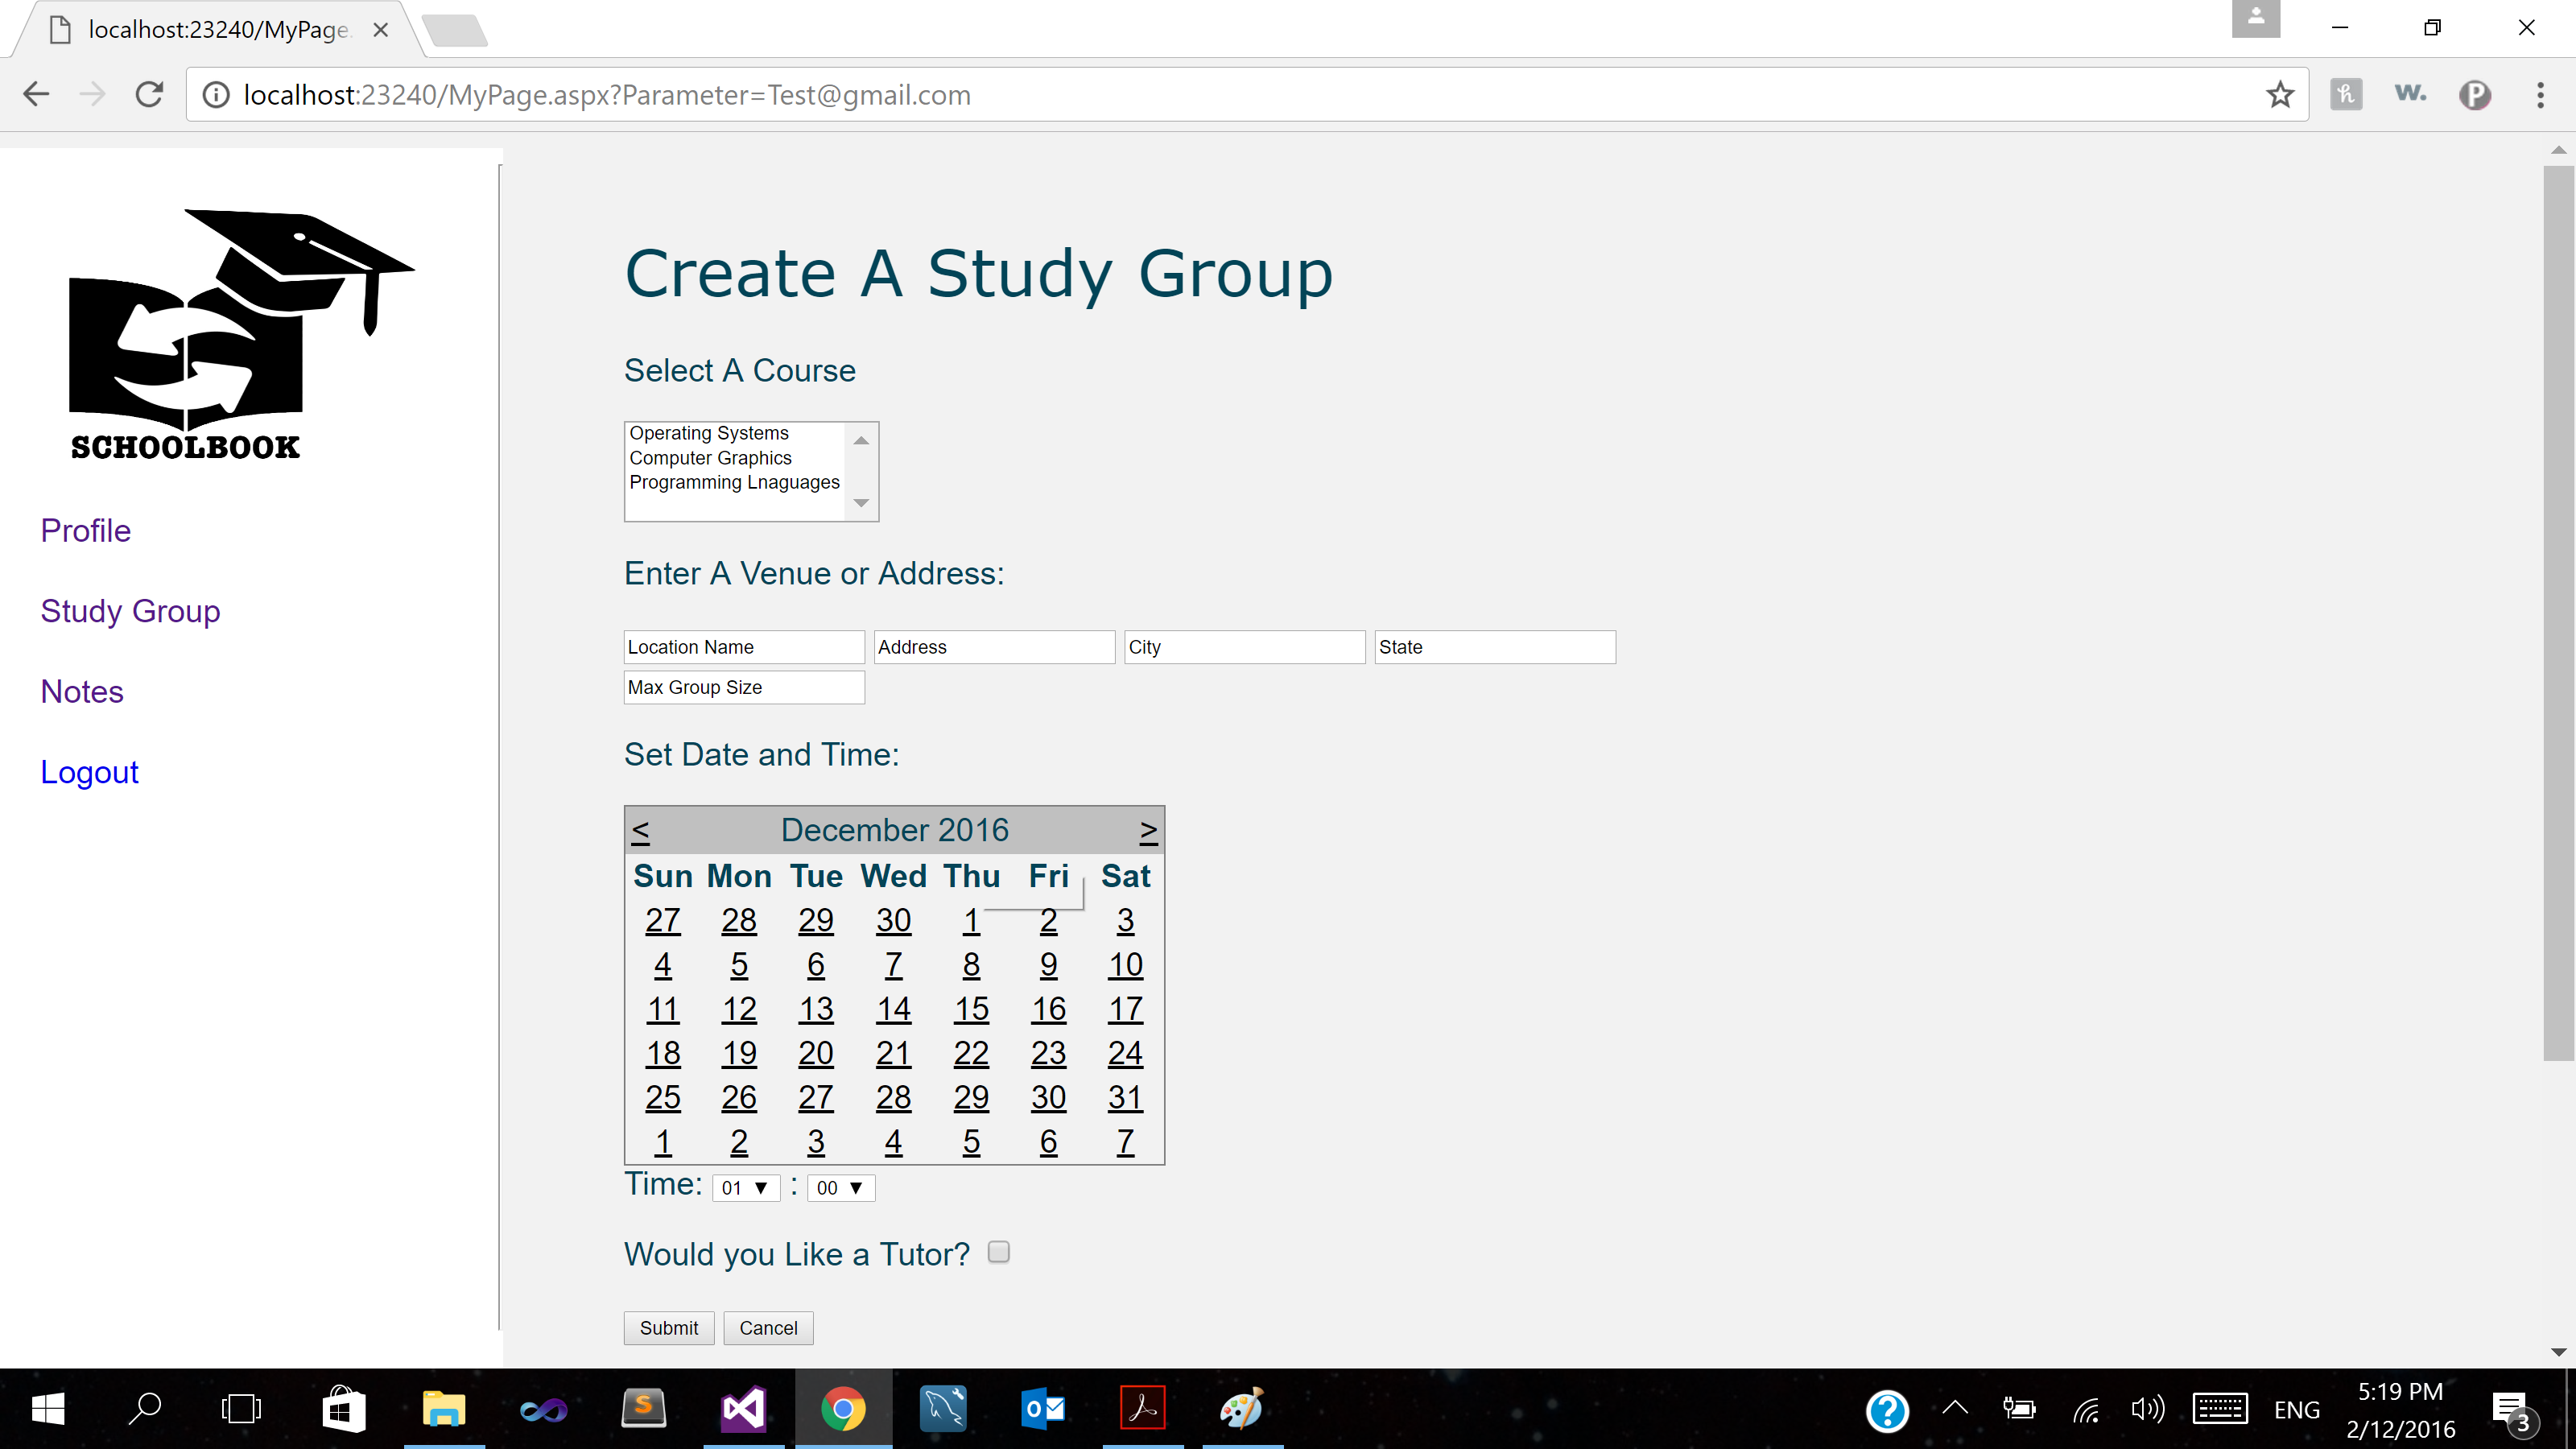 localhost:23240/MyPage.
localhost:23240/MyPage.aspx?Parameter=Test@gmail.com
h
w.
P
SCHOOLBOOK
Profile
Study Group
Notes
Logout
Create A Study Group
Select A Course
Operating Systems
Computer Graphics
Programming Lnaguages
Enter A Venue or Address:
Location Name Address City State
Max Group Size
Set Date and Time:
< December 2016 >
Sun Mon Tue Wed Thu Fri Sat
27 28 29 30 1 2 3
4 5 6 7 8 9 10
11 12 13 14 15 16 17
18 19 20 21 22 23 24
25 26 27 28 29 30 31
1 2 3 4 5 6 7
Time: 01 : 00
Would you Like a Tutor?
Submit Cancel
S
o
?
ENG
5:19 PM
2/12/2016
3